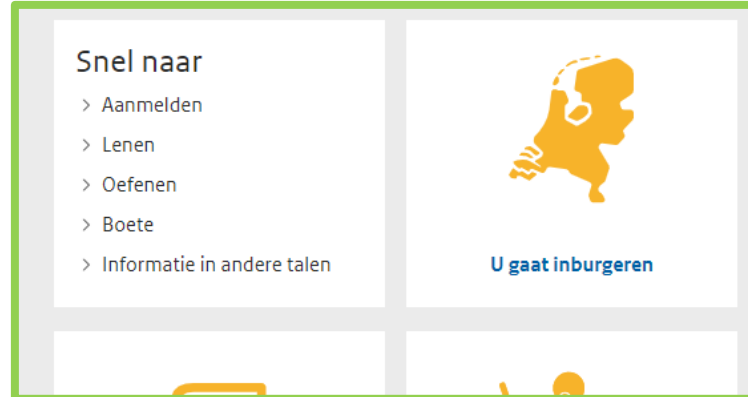 Snel naar
Aanmelden
Lenen
Oefenen
Boete
Informatie in andere talen
U gaat inburgeren